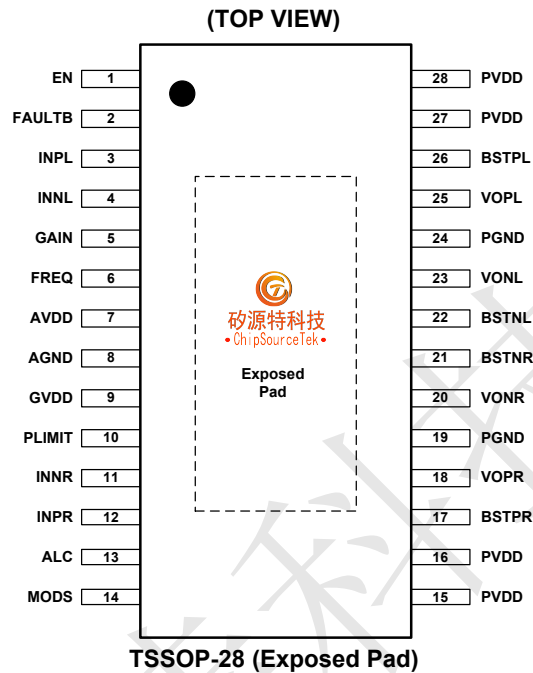 (TOP VIEW)
EN 1 28 PVDD
FAULTB 2 27 PVDD
INPL 3 26 BSTPL
INNL 4 25 VOPL
GAIN 5 24 PGND
FREQ 6 23 VONL
AVDD 7 22 BSTNL
AGND 8 21 BSTNR
GVDD 9 20 VONR
PLIMIT 10 19 PGND
INNR 11 18 VOPR
INPR 12 17 BSTPR
ALC 13 16 PVDD
MODS 14 15 PVDD
矽源特科技
•ChipSourceTek•
Exposed
Pad
TSSOP-28 (Exposed Pad)